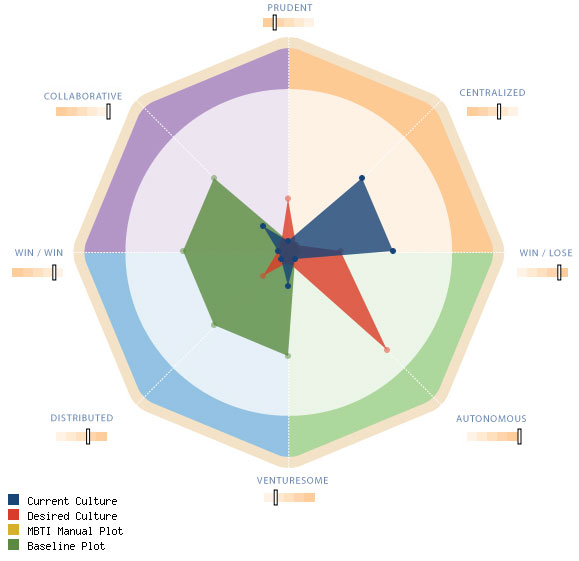 PRUDENT
COLLABORATIVE
CENTRALIZED
WIN / WIN
WIN / LOSE
DISTRIBUTED
AUTONOMOUS
VENTURESOME
Current Culture
Desired Culture
MBTI Manual Plot
Baseline Plot